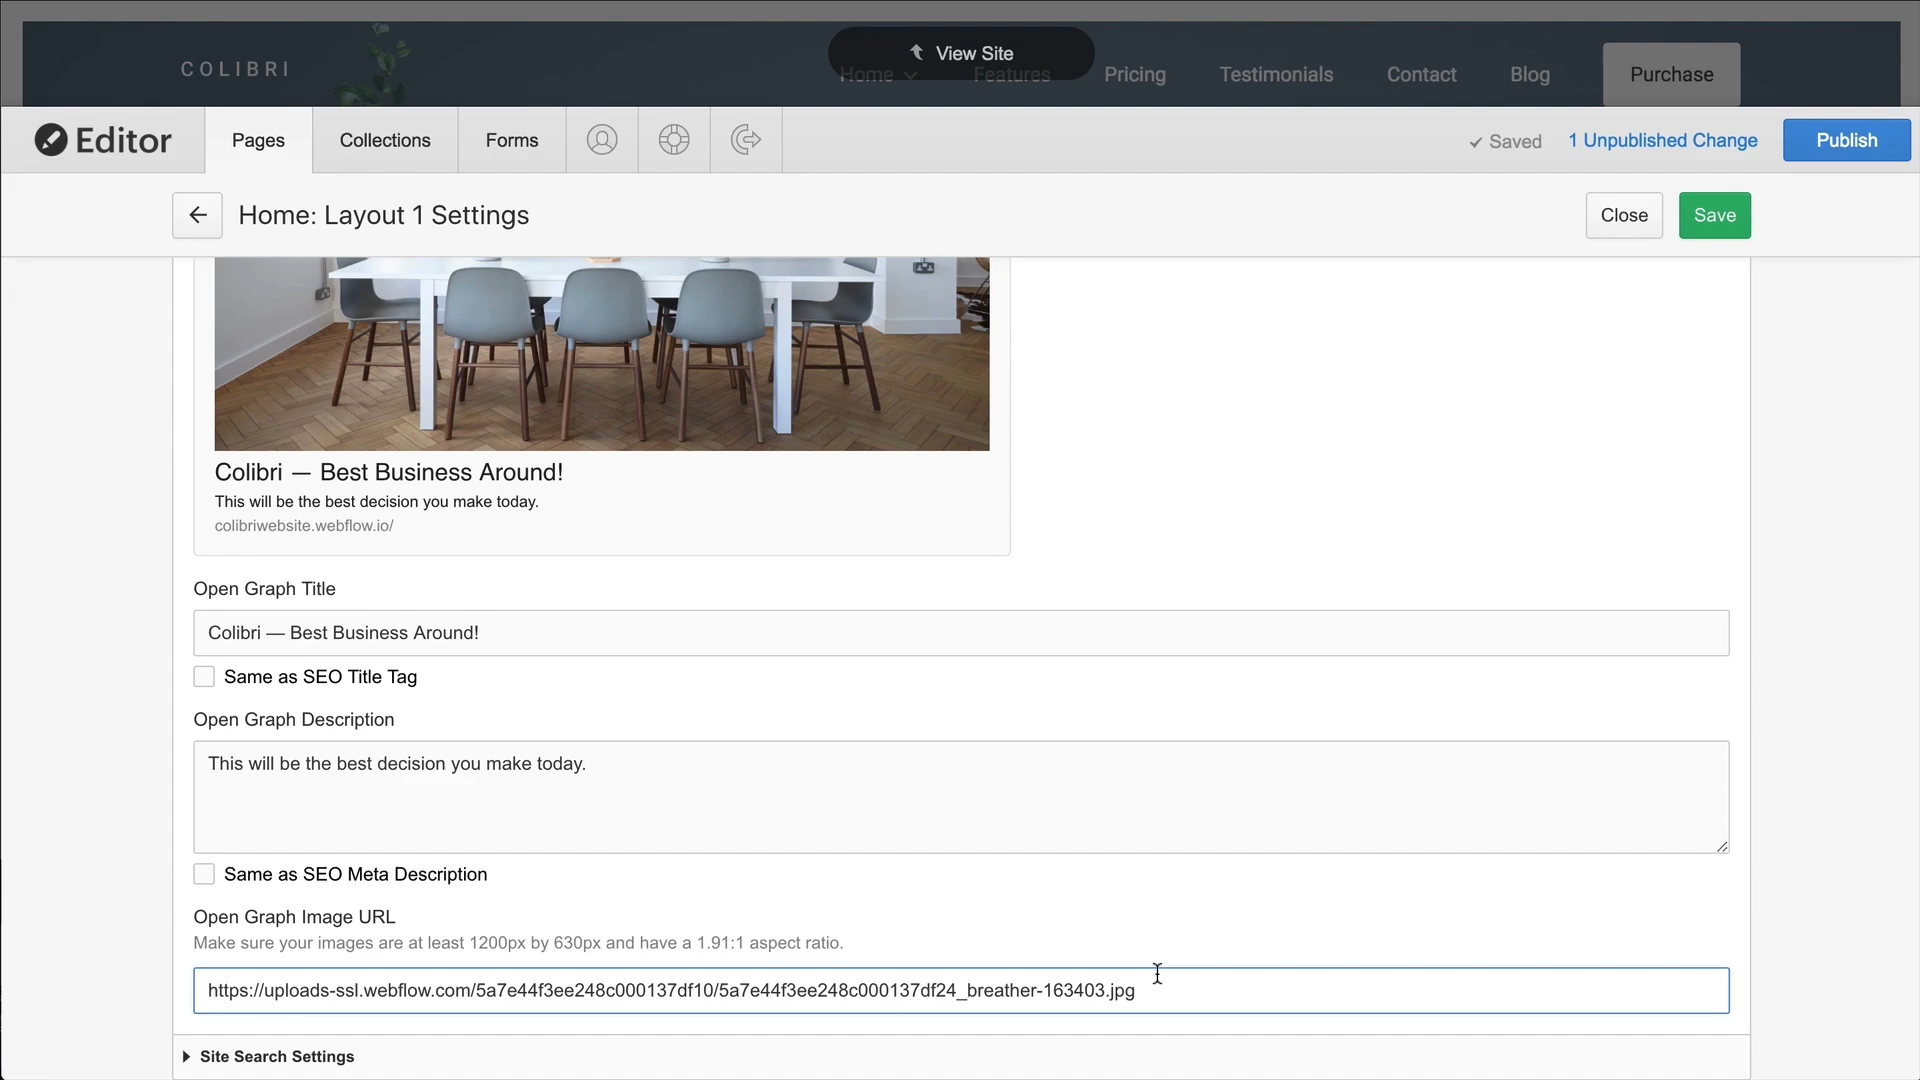 COLIBRI
View Site
Home
Features
Pricing
Testimonials
Contact
Blog
Purchase
Editor
Pages
Collections
Forms
Saved
1 Unpublished Change
Publish
Home: Layout 1 Settings
Close
Save
Colibri — Best Business Around!
This will be the best decision you make today.
colibriwebsite.webflow.io/
Open Graph Title
Colibri — Best Business Around!
Same as SEO Title Tag
Open Graph Description
This will be the best decision you make today.
Same as SEO Meta Description
Open Graph Image URL
Make sure your images are at least 1200px by 630px and have a 1.91:1 aspect ratio.
https://uploads-ssl.webflow.com/5a7e44f3ee248c000137df10/5a7e44f3ee248c000137df24_breather-163403.jpg
Site Search Settings